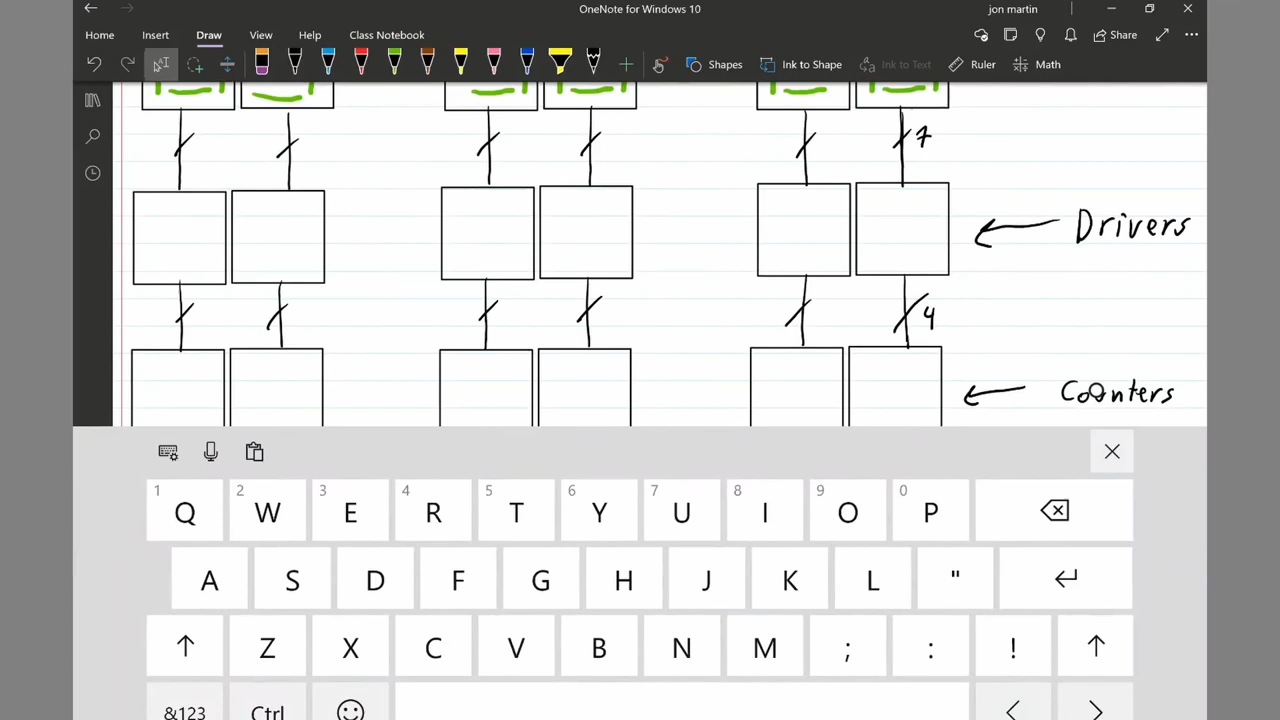 OneNote for Windows 10
jon martin
Home Insert Draw View Help Class Notebook
Share
Shapes Ink to Shape Ink to Text Ruler Math
7
Drivers
4
Counters
1 2 3 4 5 6 7 8 9 0
Q W E R T Y U I O P
A S D F G H J K L "
Z X C V B N M ; : !
&123 Ctrl